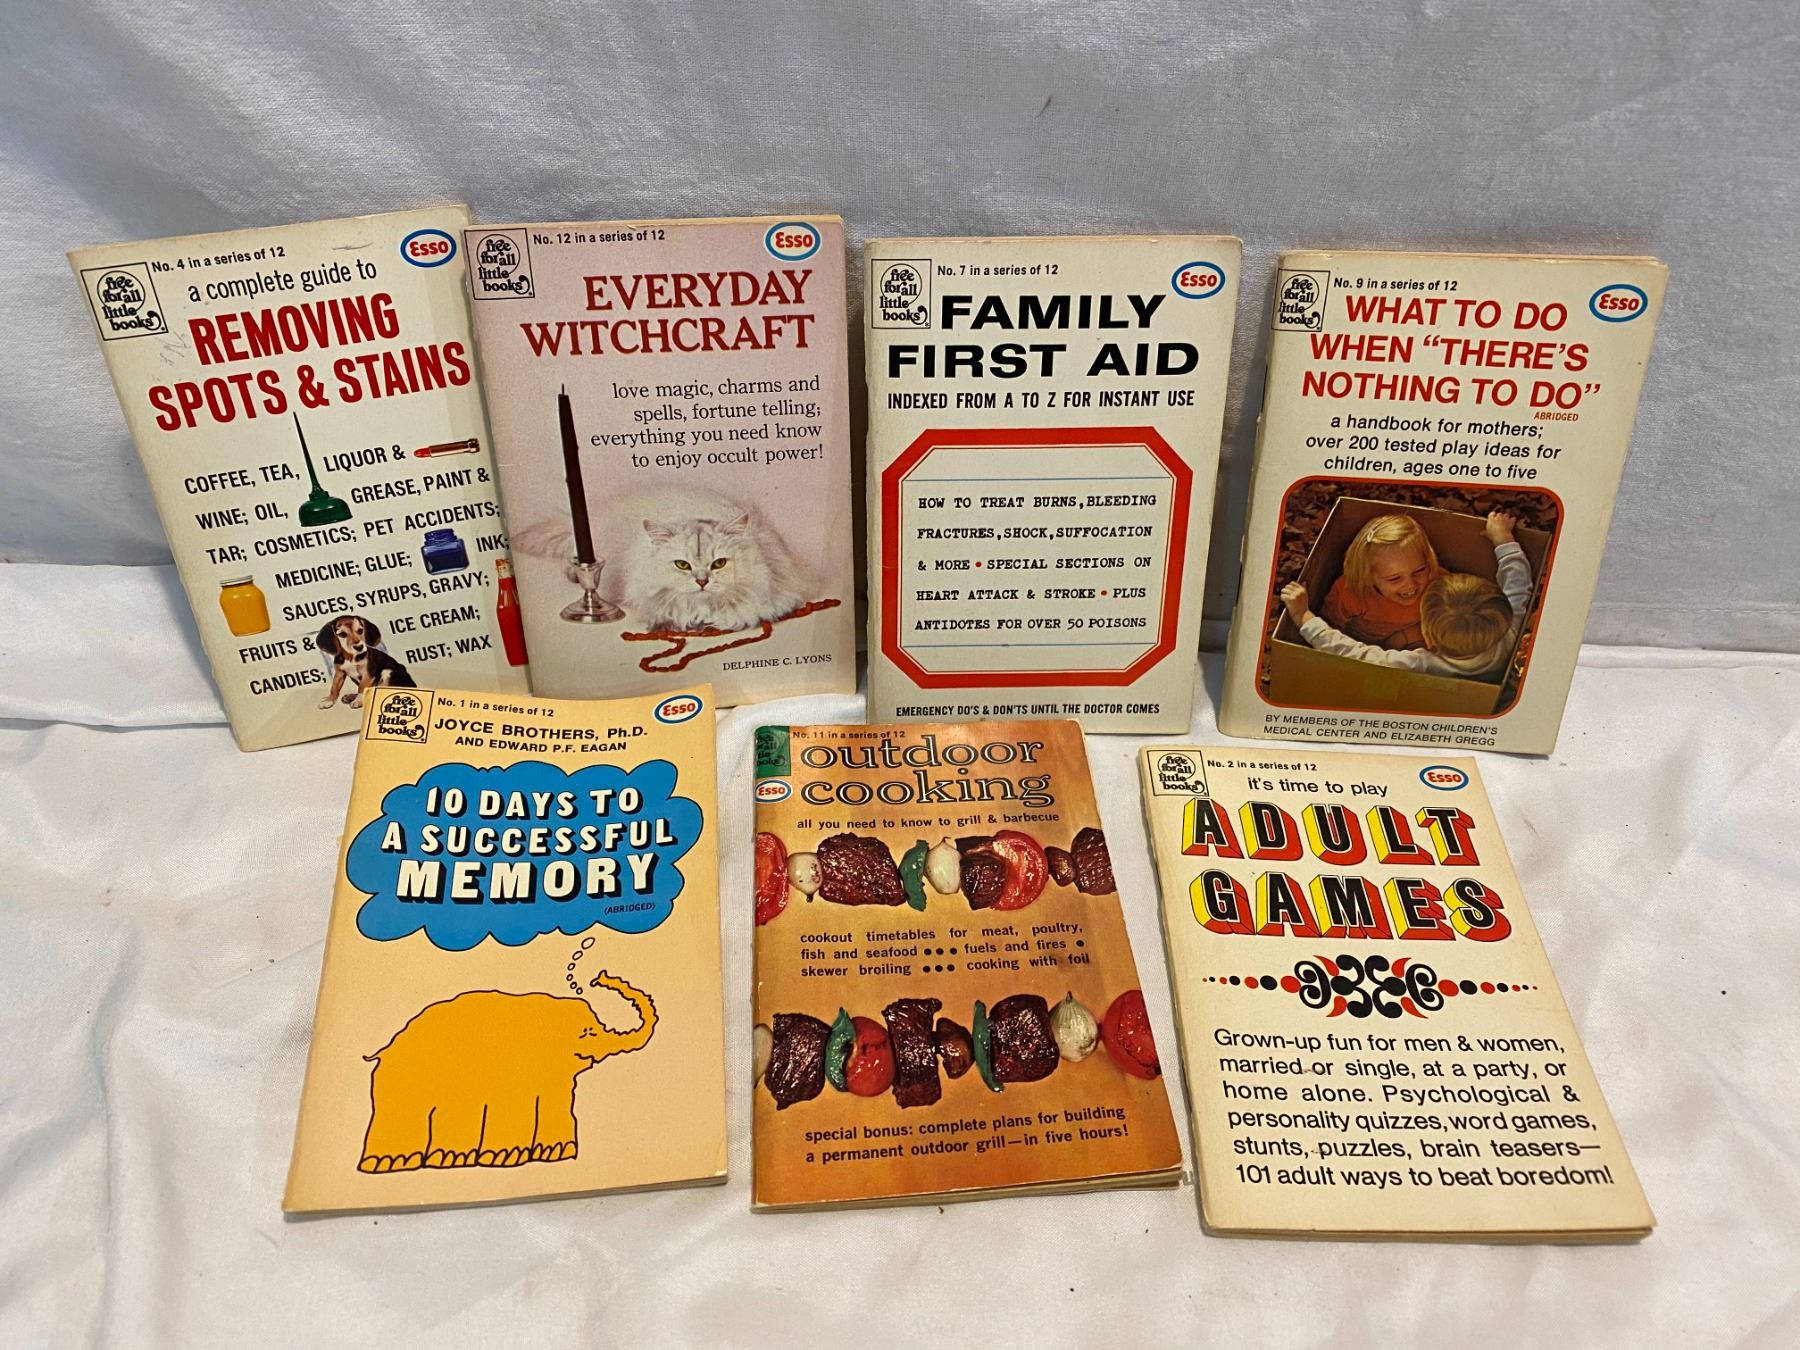 free
for all
little
books
No. 4 in a series of 12
Esso
a complete guide to
REMOVING
SPOTS & STAINS
COFFEE, TEA, LIQUOR &
WINE; OIL, GREASE, PAINT &
TAR; COSMETICS; PET ACCIDENTS;
MEDICINE; GLUE; INK;
SAUCES, SYRUPS, GRAVY;
FRUITS & ICE CREAM;
CANDIES; RUST; WAX
free
for all
little
books
No. 12 in a series of 12
Esso
EVERYDAY
WITCHCRAFT
love magic, charms and
spells, fortune telling;
everything you need know
to enjoy occult power!
DELPHINE C. LYONS
free
for all
little
books
No. 7 in a series of 12
Esso
FAMILY
FIRST AID
INDEXED FROM A TO Z FOR INSTANT USE
HOW TO TREAT BURNS, BLEEDING
FRACTURES, SHOCK, SUFFOCATION
& MORE • SPECIAL SECTIONS ON
HEART ATTACK & STROKE • PLUS
ANTIDOTES FOR OVER 50 POISONS
EMERGENCY DO'S & DON'TS UNTIL THE DOCTOR COMES
free
for all
little
books
No. 9 in a series of 12
Esso
WHAT TO DO
WHEN "THERE'S
NOTHING TO DO"
ABRIDGED
a handbook for mothers;
over 200 tested play ideas for
children, ages one to five
BY MEMBERS OF THE BOSTON CHILDREN'S
MEDICAL CENTER AND ELIZABETH GREGG
free
for all
little
books
No. 1 in a series of 12
Esso
JOYCE BROTHERS, Ph.D.
AND EDWARD P.F. EAGAN
10 DAYS TO
A SUCCESSFUL
MEMORY
(ABRIDGED)
No. 11 in a series of 12
Esso
outdoor
cooking
all you need to know to grill & barbecue
cookout timetables for meat, poultry,
fish and seafood ••• fuels and fires •
skewer broiling ••• cooking with foil
special bonus: complete plans for building
a permanent outdoor grill—in five hours!
free
for all
little
books
No. 2 in a series of 12
Esso
it's time to play
ADULT
GAMES
Grown-up fun for men & women,
married or single, at a party, or
home alone. Psychological &
personality quizzes, word games,
stunts, puzzles, brain teasers—
101 adult ways to beat boredom!